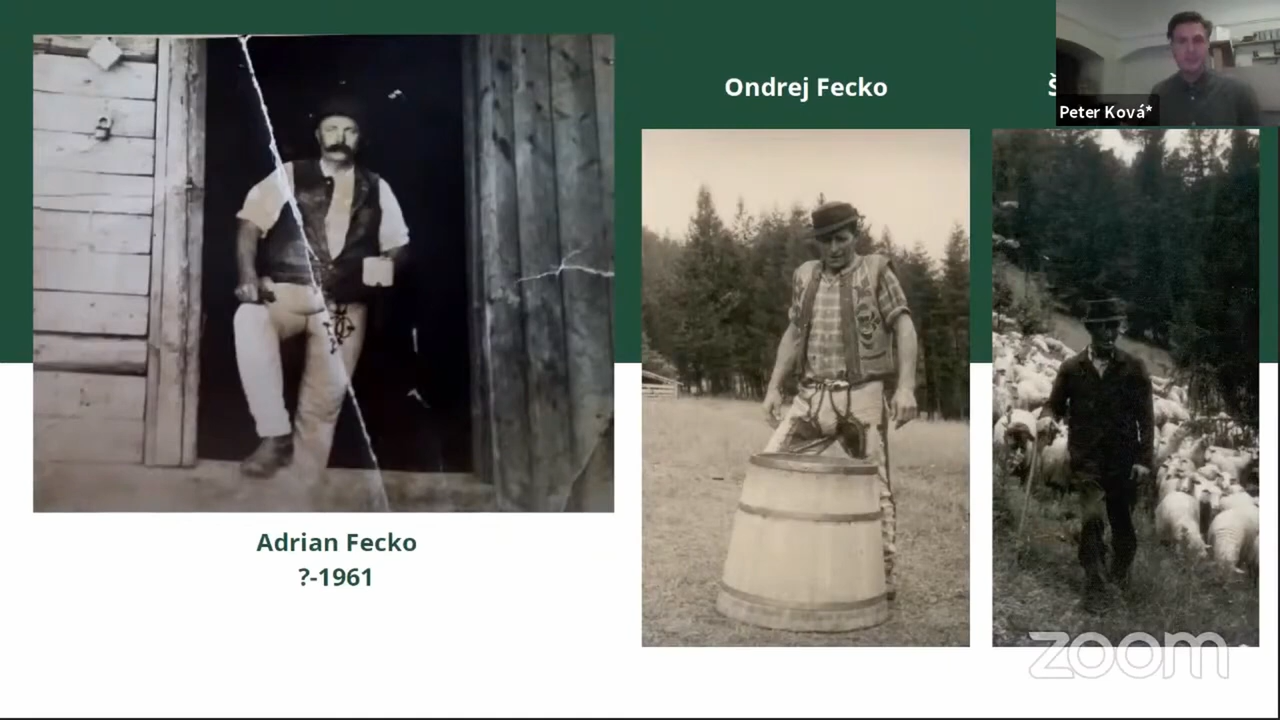 Ondrej Fecko
Š
Peter Ková*
Adrian Fecko
?-1961
zoom